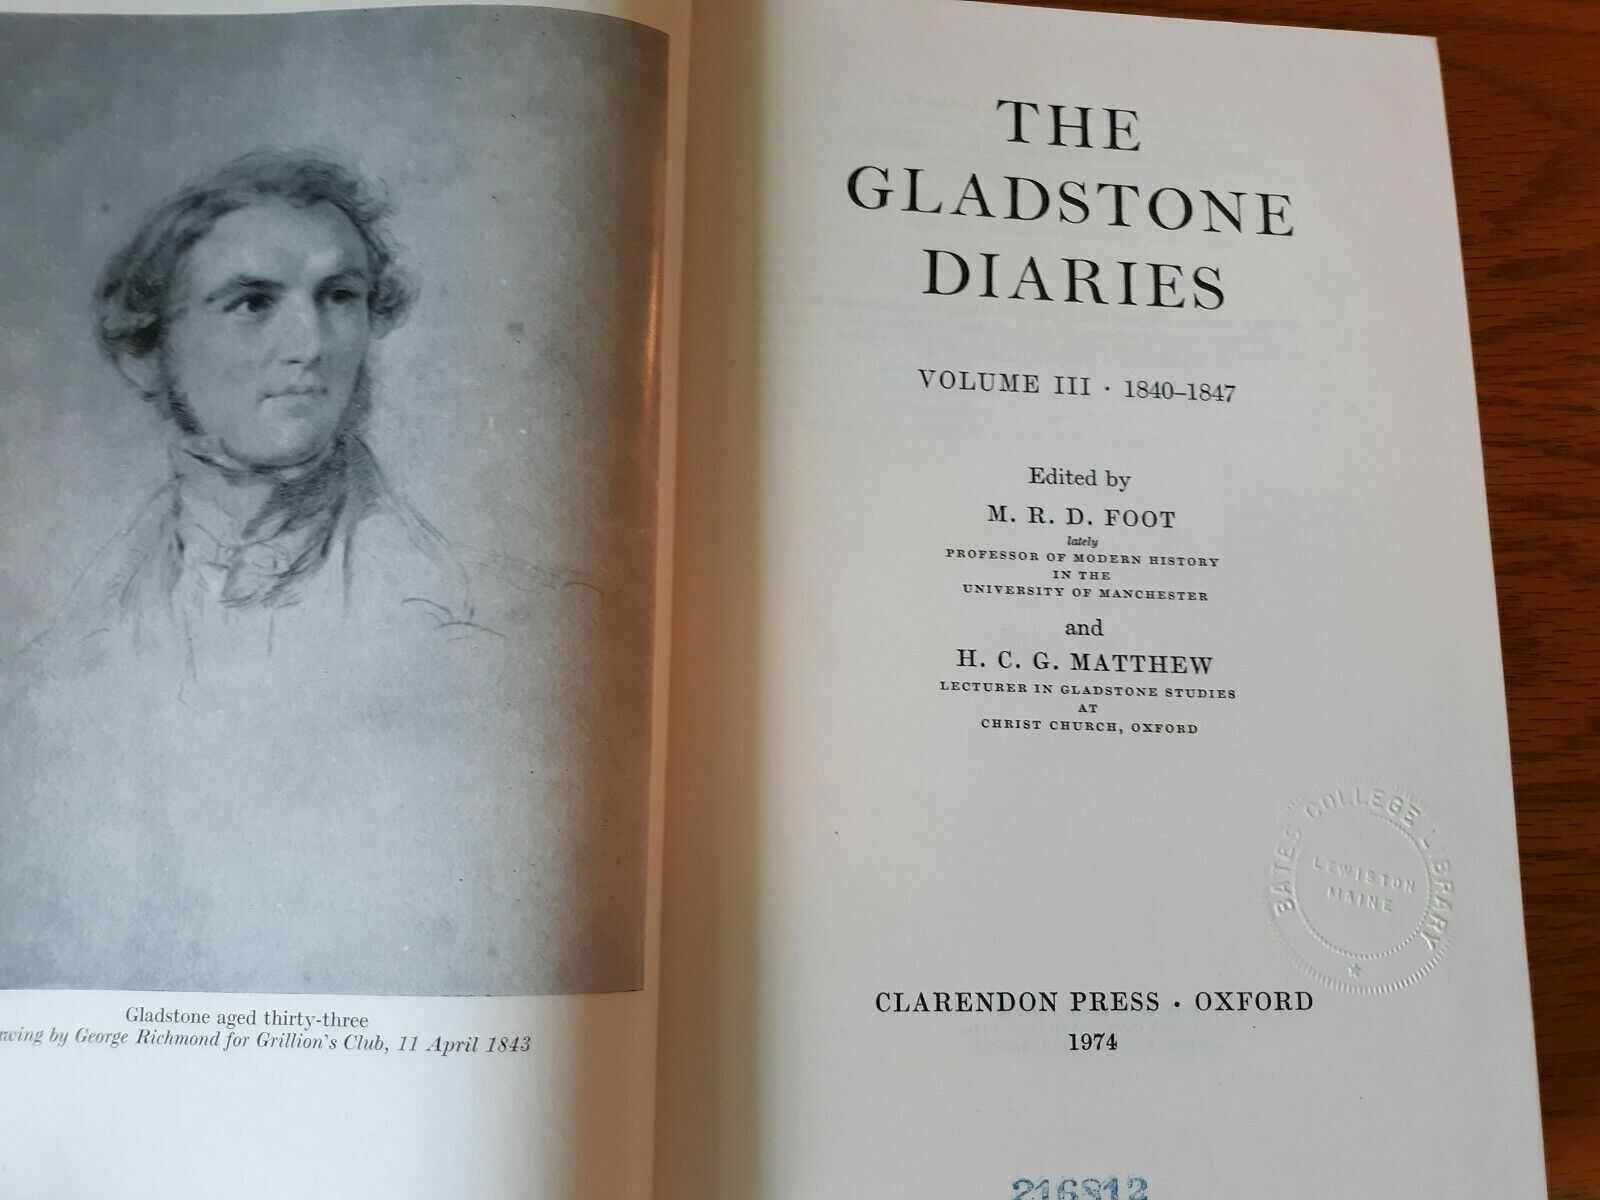 Gladstone aged thirty-three
by George Richmond for Grillion's Club, 11 April 1843
THE
GLADSTONE
DIARIES
VOLUME III · 1840–1847
Edited by
M. R. D. FOOT
lately
PROFESSOR OF MODERN HISTORY
IN THE
UNIVERSITY OF MANCHESTER
and
H. C. G. MATTHEW
LECTURER IN GLADSTONE STUDIES
AT
CHRIST CHURCH, OXFORD
BATES COLLEGE LIBRARY
LEWISTON
MAINE
CLARENDON PRESS · OXFORD
1974
216812